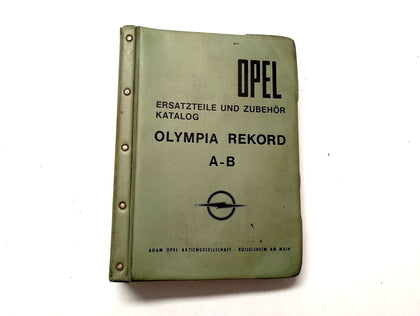 OPEL
ERSATZTEILE UND ZUBEHÖR
KATALOG
OLYMPIA REKORD
A-B
ADAM OPEL AKTIENGESELLSCHAFT · RÜSSELSHEIM AM MAIN